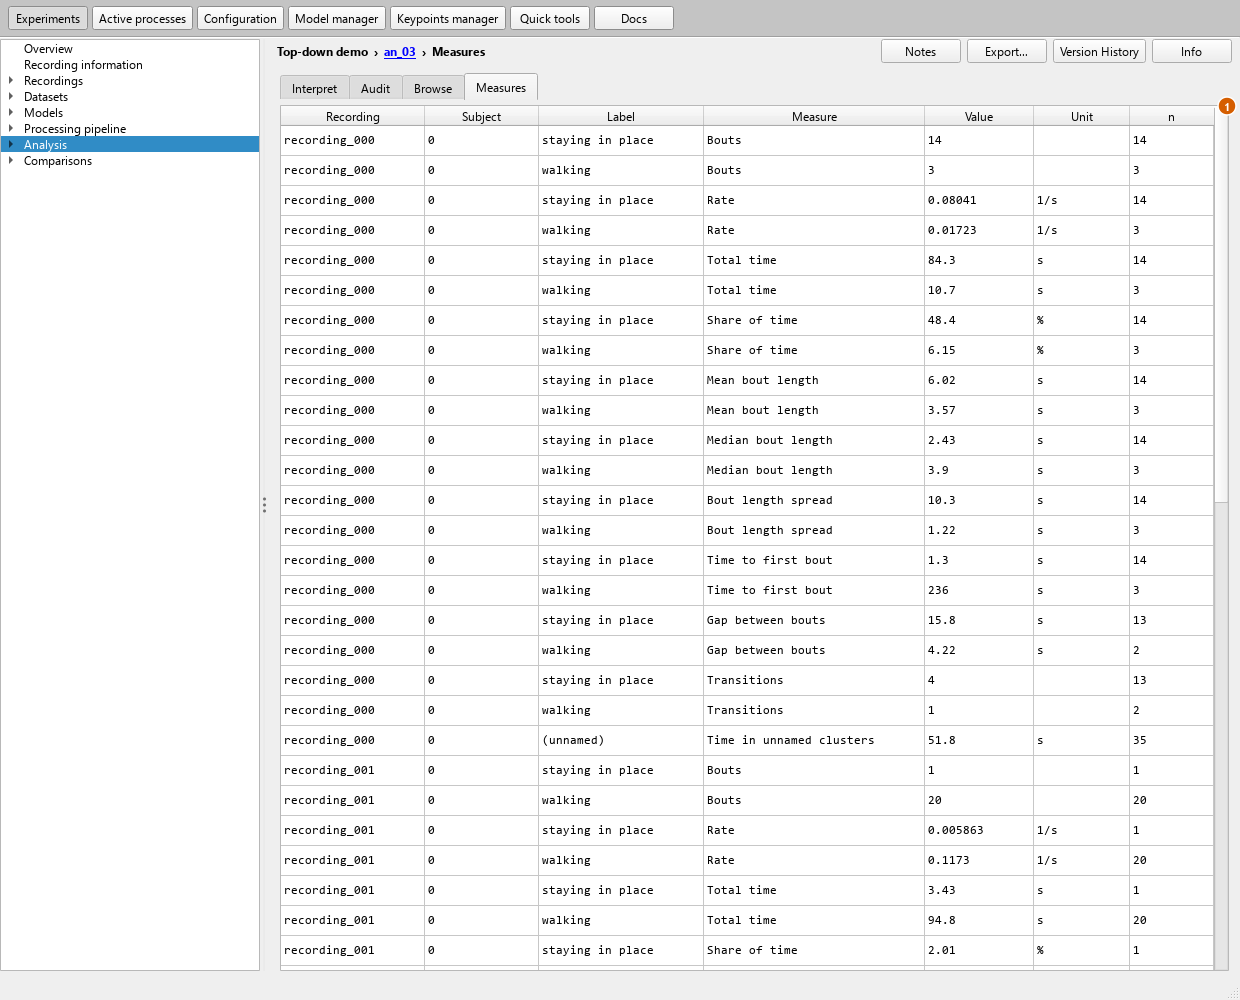 Experiments Active processes Configuration Model manager Keypoints manager Quick tools Docs
Overview
Recording information
Recordings
Datasets
Models
Processing pipeline
Analysis
Comparisons
Top-down demo › an_03 › Measures
Notes Export... Version History Info
Interpret Audit Browse Measures
1
Recording Subject Label Measure Value Unit n
recording_000 0 staying in place Bouts 14 14
recording_000 0 walking Bouts 3 3
recording_000 0 staying in place Rate 0.08041 1/s 14
recording_000 0 walking Rate 0.01723 1/s 3
recording_000 0 staying in place Total time 84.3 s 14
recording_000 0 walking Total time 10.7 s 3
recording_000 0 staying in place Share of time 48.4 % 14
recording_000 0 walking Share of time 6.15 % 3
recording_000 0 staying in place Mean bout length 6.02 s 14
recording_000 0 walking Mean bout length 3.57 s 3
recording_000 0 staying in place Median bout length 2.43 s 14
recording_000 0 walking Median bout length 3.9 s 3
recording_000 0 staying in place Bout length spread 10.3 s 14
recording_000 0 walking Bout length spread 1.22 s 3
recording_000 0 staying in place Time to first bout 1.3 s 14
recording_000 0 walking Time to first bout 236 s 3
recording_000 0 staying in place Gap between bouts 15.8 s 13
recording_000 0 walking Gap between bouts 4.22 s 2
recording_000 0 staying in place Transitions 4 13
recording_000 0 walking Transitions 1 2
recording_000 0 (unnamed) Time in unnamed clusters 51.8 s 35
recording_001 0 staying in place Bouts 1 1
recording_001 0 walking Bouts 20 20
recording_001 0 staying in place Rate 0.005863 1/s 1
recording_001 0 walking Rate 0.1173 1/s 20
recording_001 0 staying in place Total time 3.43 s 1
recording_001 0 walking Total time 94.8 s 20
recording_001 0 staying in place Share of time 2.01 % 1